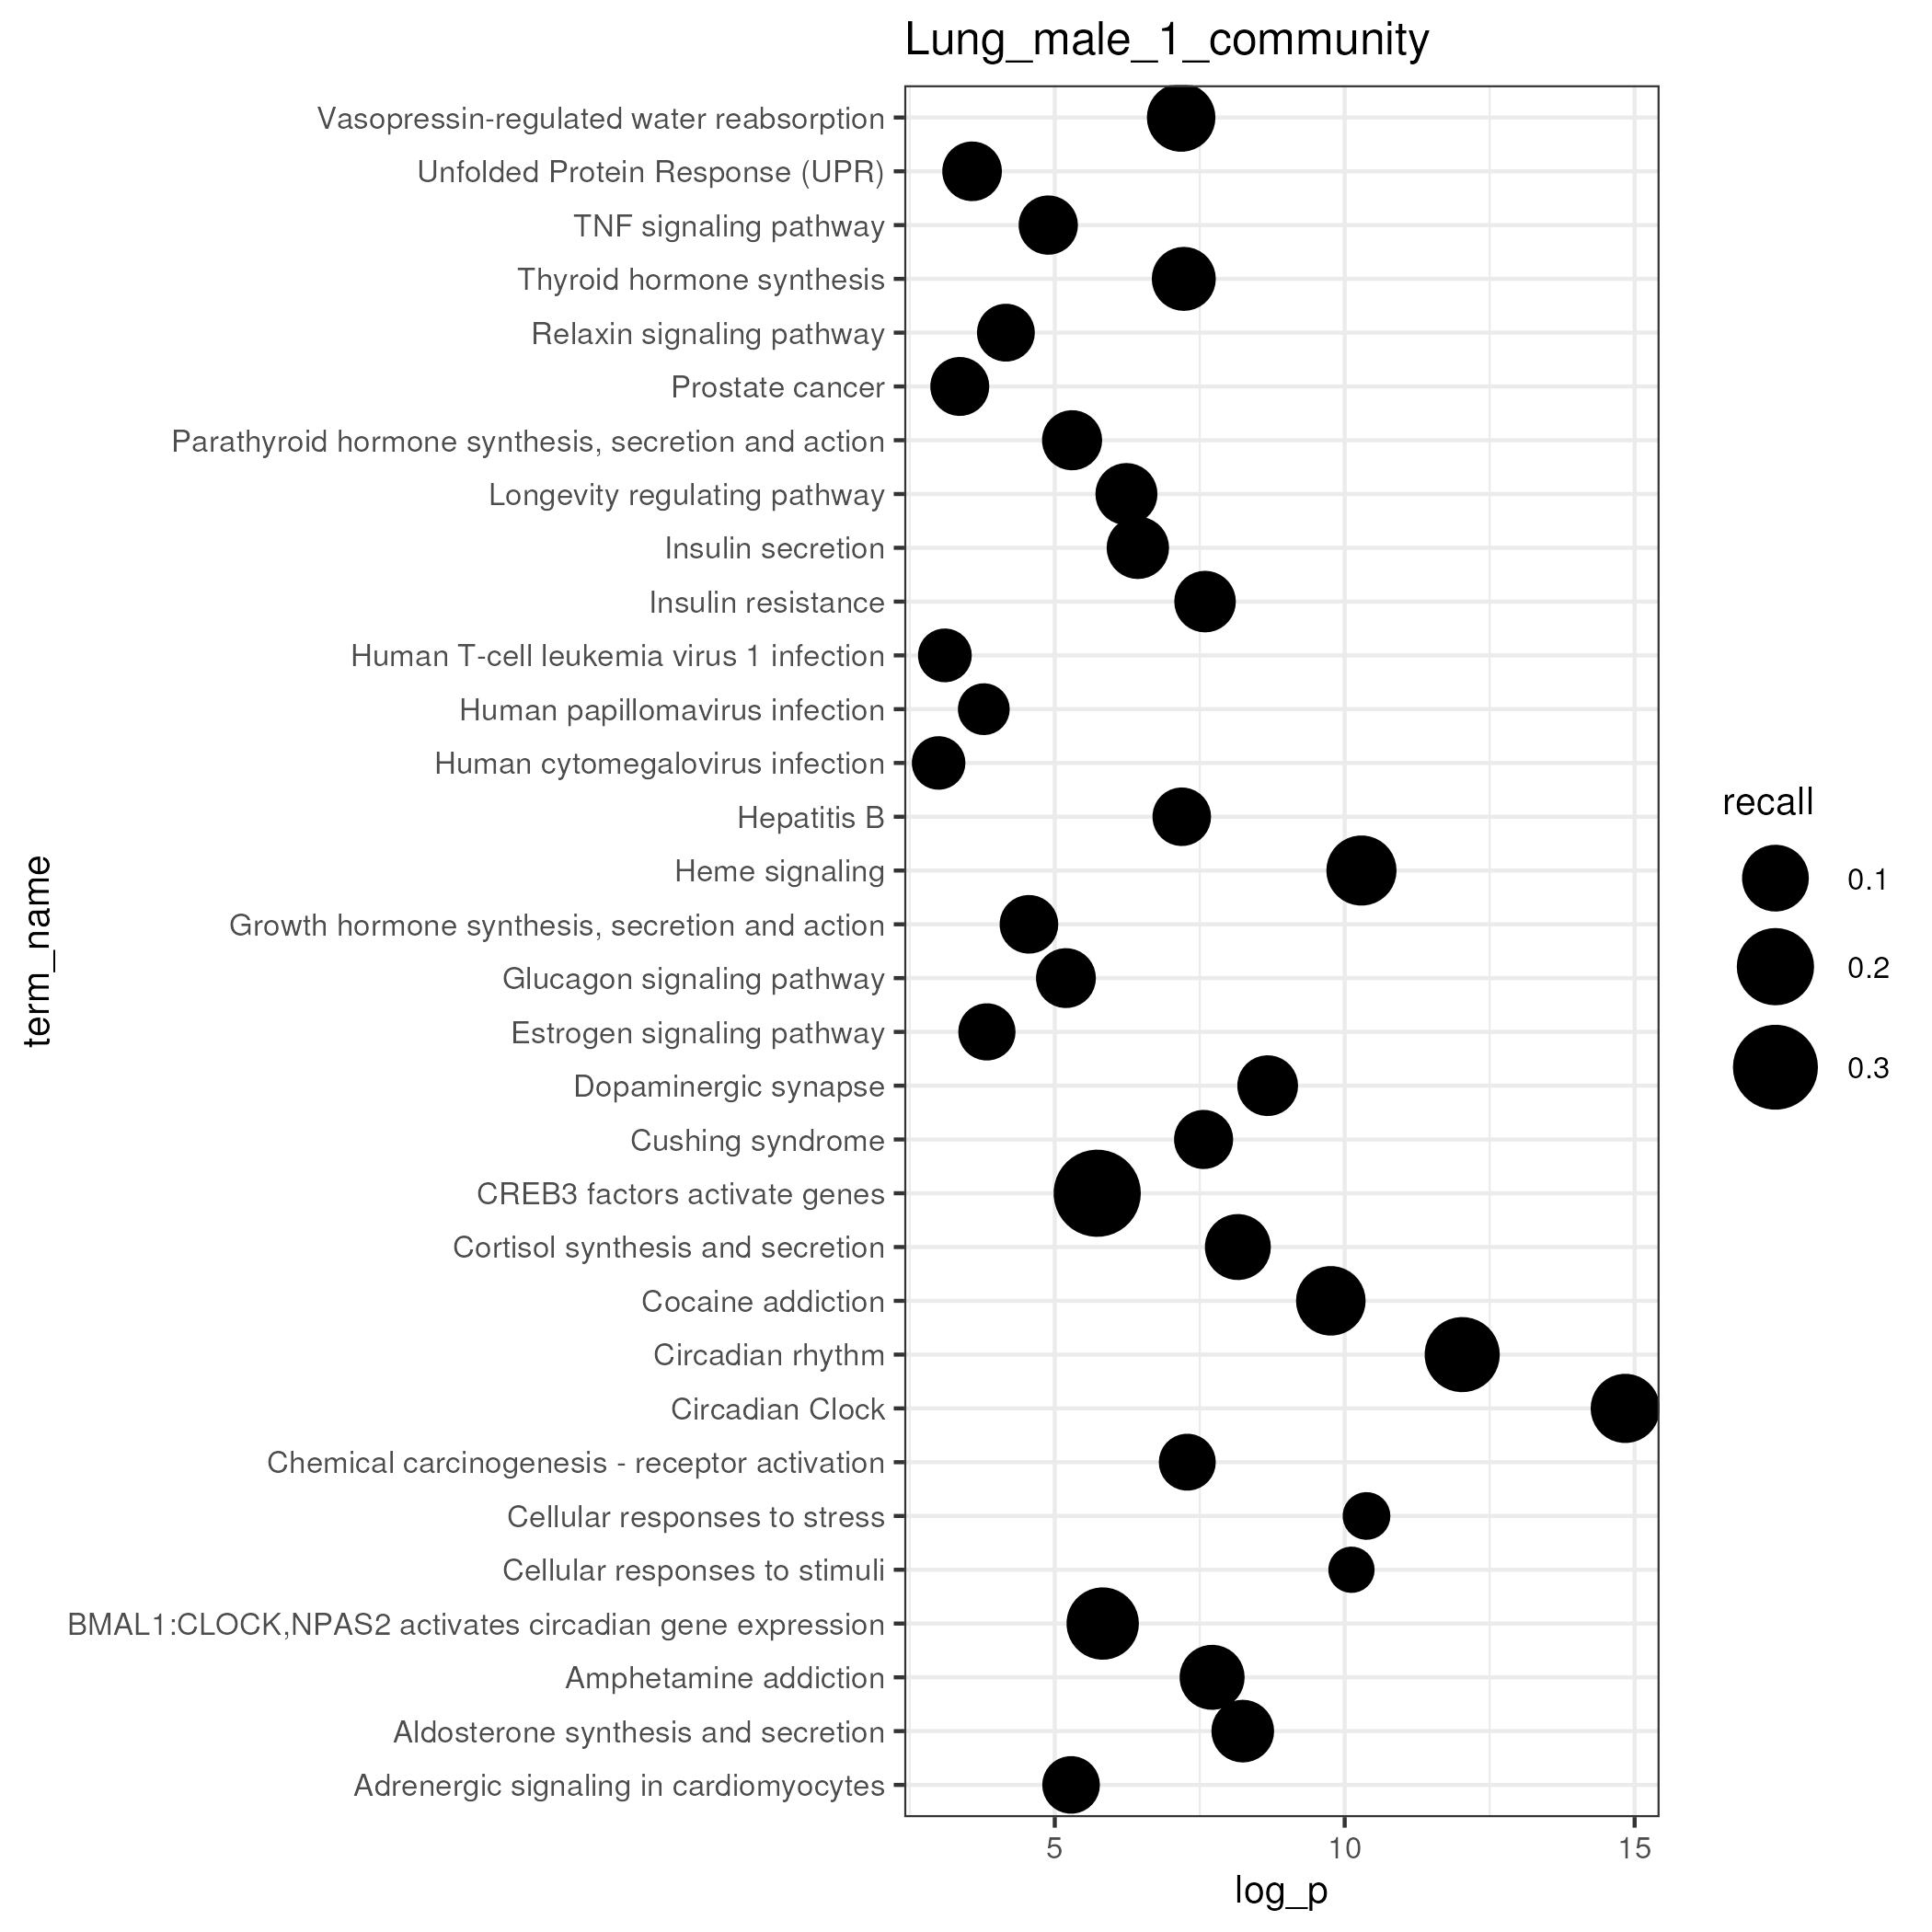 Lung_male_1_community
Vasopressin-regulated water reabsorption
Unfolded Protein Response (UPR)
TNF signaling pathway
Thyroid hormone synthesis
Relaxin signaling pathway
Prostate cancer
Parathyroid hormone synthesis, secretion and action
Longevity regulating pathway
Insulin secretion
Insulin resistance
Human T-cell leukemia virus 1 infection
Human papillomavirus infection
Human cytomegalovirus infection
Hepatitis B
Heme signaling
Growth hormone synthesis, secretion and action
Glucagon signaling pathway
Estrogen signaling pathway
Dopaminergic synapse
Cushing syndrome
CREB3 factors activate genes
Cortisol synthesis and secretion
Cocaine addiction
Circadian rhythm
Circadian Clock
Chemical carcinogenesis - receptor activation
Cellular responses to stress
Cellular responses to stimuli
BMAL1:CLOCK,NPAS2 activates circadian gene expression
Amphetamine addiction
Aldosterone synthesis and secretion
Adrenergic signaling in cardiomyocytes
term_name
5 10 15
log_p
recall
0.1
0.2
0.3